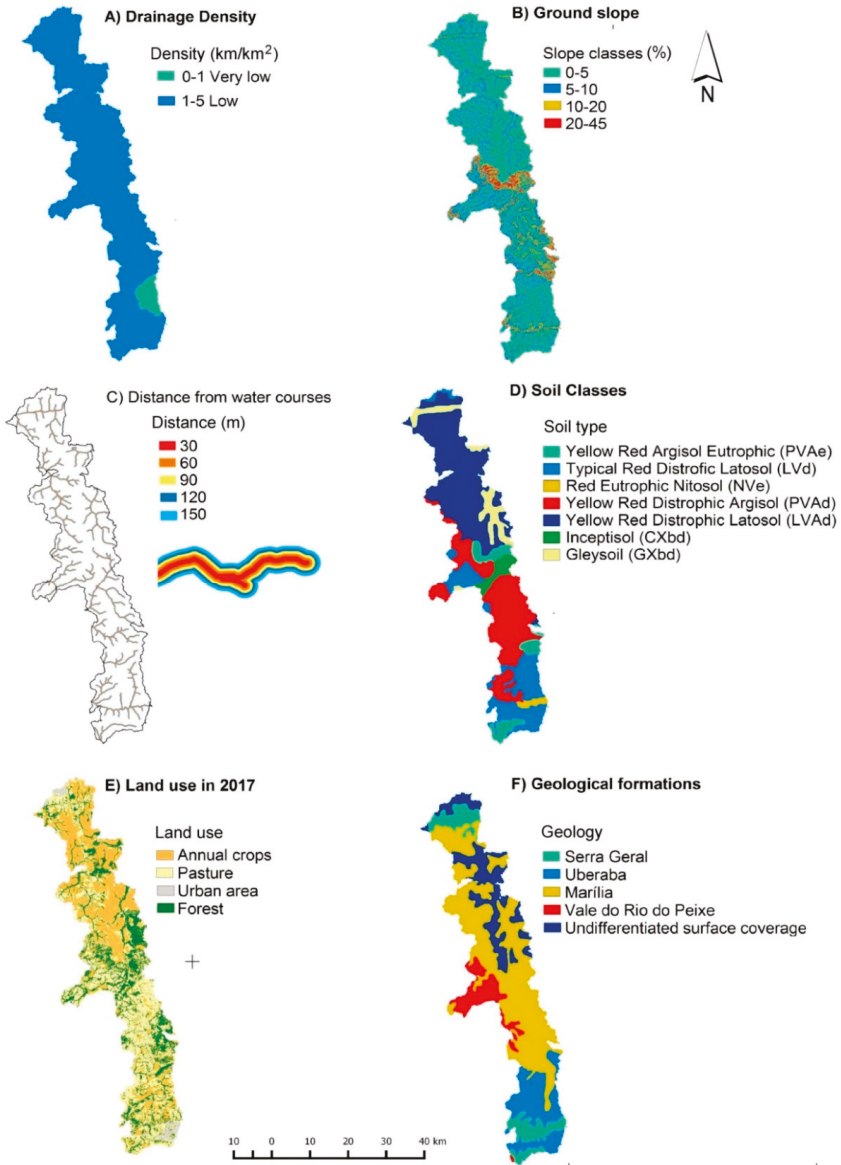 A) Drainage Density
Density (km/km²)
0-1 Very low
1-5 Low
B) Ground slope
Slope classes (%)
0-5
5-10
10-20
20-45
N
C) Distance from water courses
Distance (m)
30
60
90
120
150
D) Soil Classes
Soil type
Yellow Red Argisol Eutrophic (PVAe)
Typical Red Distrofic Latosol (LVd)
Red Eutrophic Nitosol (NVe)
Yellow Red Distrophic Argisol (PVAd)
Yellow Red Distrophic Latosol (LVAd)
Inceptisol (CXbd)
Gleysoil (GXbd)
E) Land use in 2017
Land use
Annual crops
Pasture
Urban area
Forest
F) Geological formations
Geology
Serra Geral
Uberaba
Marília
Vale do Rio do Peixe
Undifferentiated surface coverage
10 0 10 20 30 40 km